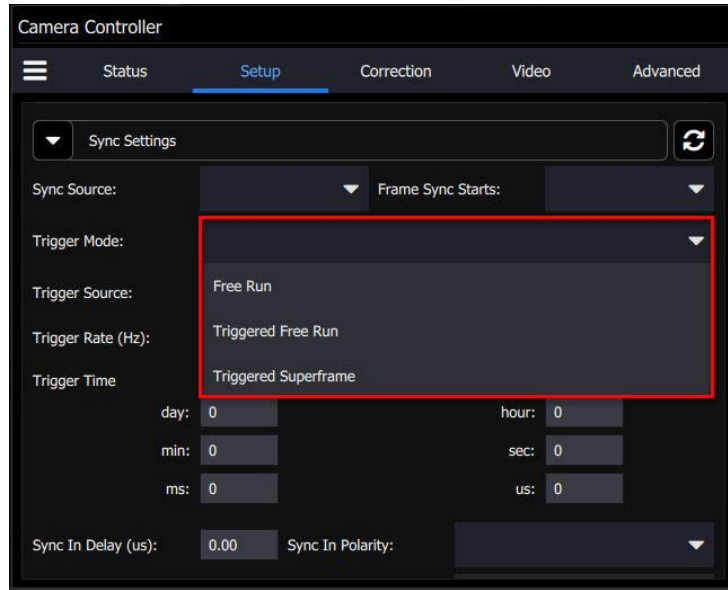 Camera Controller
Status Setup Correction Video Advanced
Sync Settings
Sync Source: Frame Sync Starts:
Trigger Mode:
Trigger Source: Free Run
Trigger Rate (Hz): Triggered Free Run
Trigger Time Triggered Superframe
day: 0 hour: 0
min: 0 sec: 0
ms: 0 us: 0
Sync In Delay (us): 0.00 Sync In Polarity: